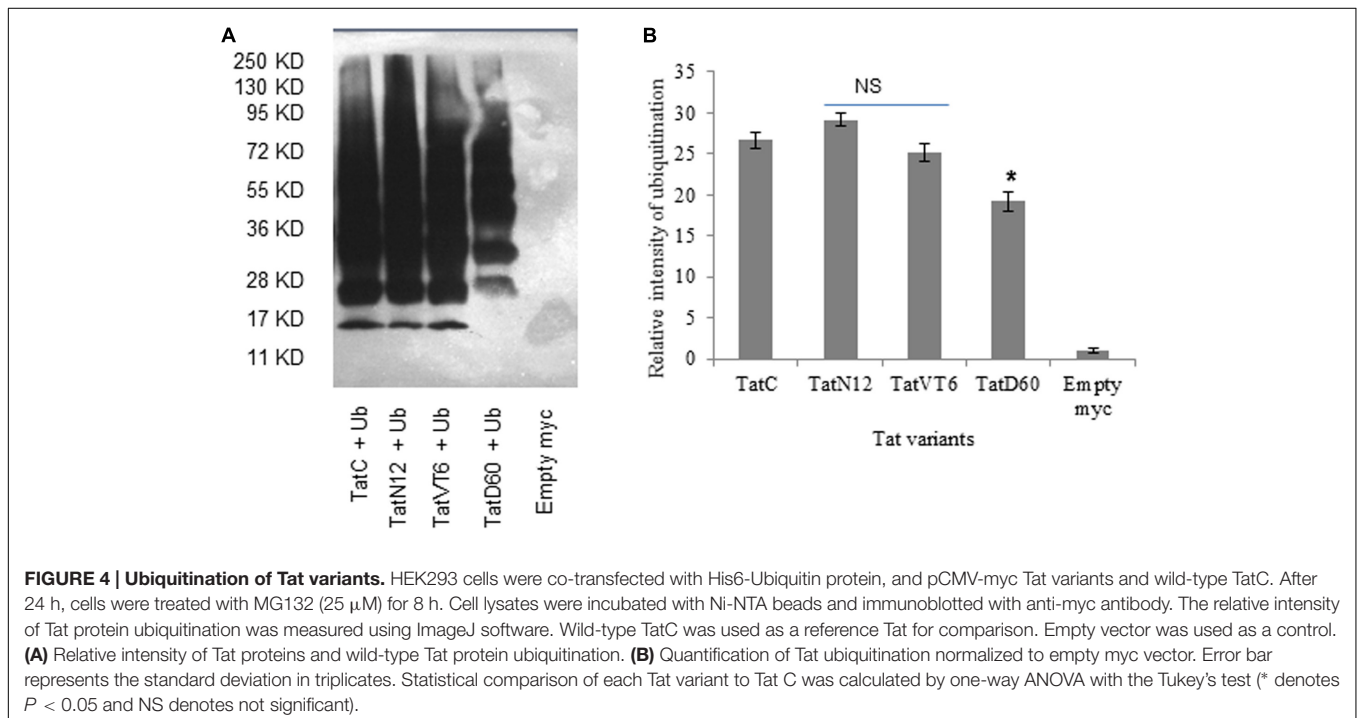 A
250 KD
130 KD
95 KD
72 KD
55 KD
36 KD
28 KD
17 KD
11 KD
TatC + Ub
TatN12 + Ub
TatVT6 + Ub
TatD60 + Ub
Empty myc
B
Relative intensity of ubiquitination
35
30
25
20
15
10
5
0
NS
*
TatC
TatN12
TatVT6
TatD60
Empty
myc
Tat variants
FIGURE 4 | Ubiquitination of Tat variants. HEK293 cells were co-transfected with His6-Ubiquitin protein, and pCMV-myc Tat variants and wild-type TatC. After
24 h, cells were treated with MG132 (25 μM) for 8 h. Cell lysates were incubated with Ni-NTA beads and immunoblotted with anti-myc antibody. The relative intensity
of Tat protein ubiquitination was measured using ImageJ software. Wild-type TatC was used as a reference Tat for comparison. Empty vector was used as a control.
(A) Relative intensity of Tat proteins and wild-type Tat protein ubiquitination. (B) Quantification of Tat ubiquitination normalized to empty myc vector. Error bar
represents the standard deviation in triplicates. Statistical comparison of each Tat variant to Tat C was calculated by one-way ANOVA with the Tukey's test (* denotes
P < 0.05 and NS denotes not significant).